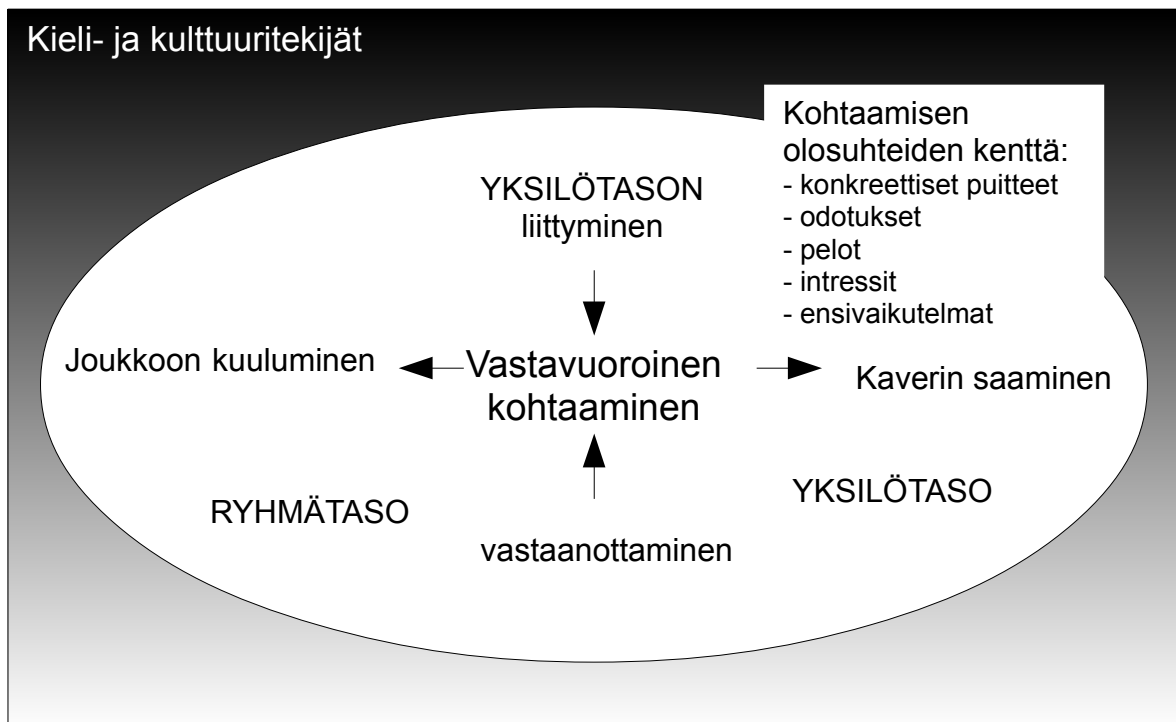 Kieli- ja kulttuuritekijät
Kohtaamisen
olosuhteiden kenttä:
- konkreettiset puitteet
- odotukset
- pelot
- intressit
- ensivaikutelmat
YKSILÖTASON
liittyminen
Joukkoon kuuluminen
Vastavuoroinen
kohtaaminen
Kaverin saaminen
RYHMÄTASO
YKSILÖTASO
vastaanottaminen